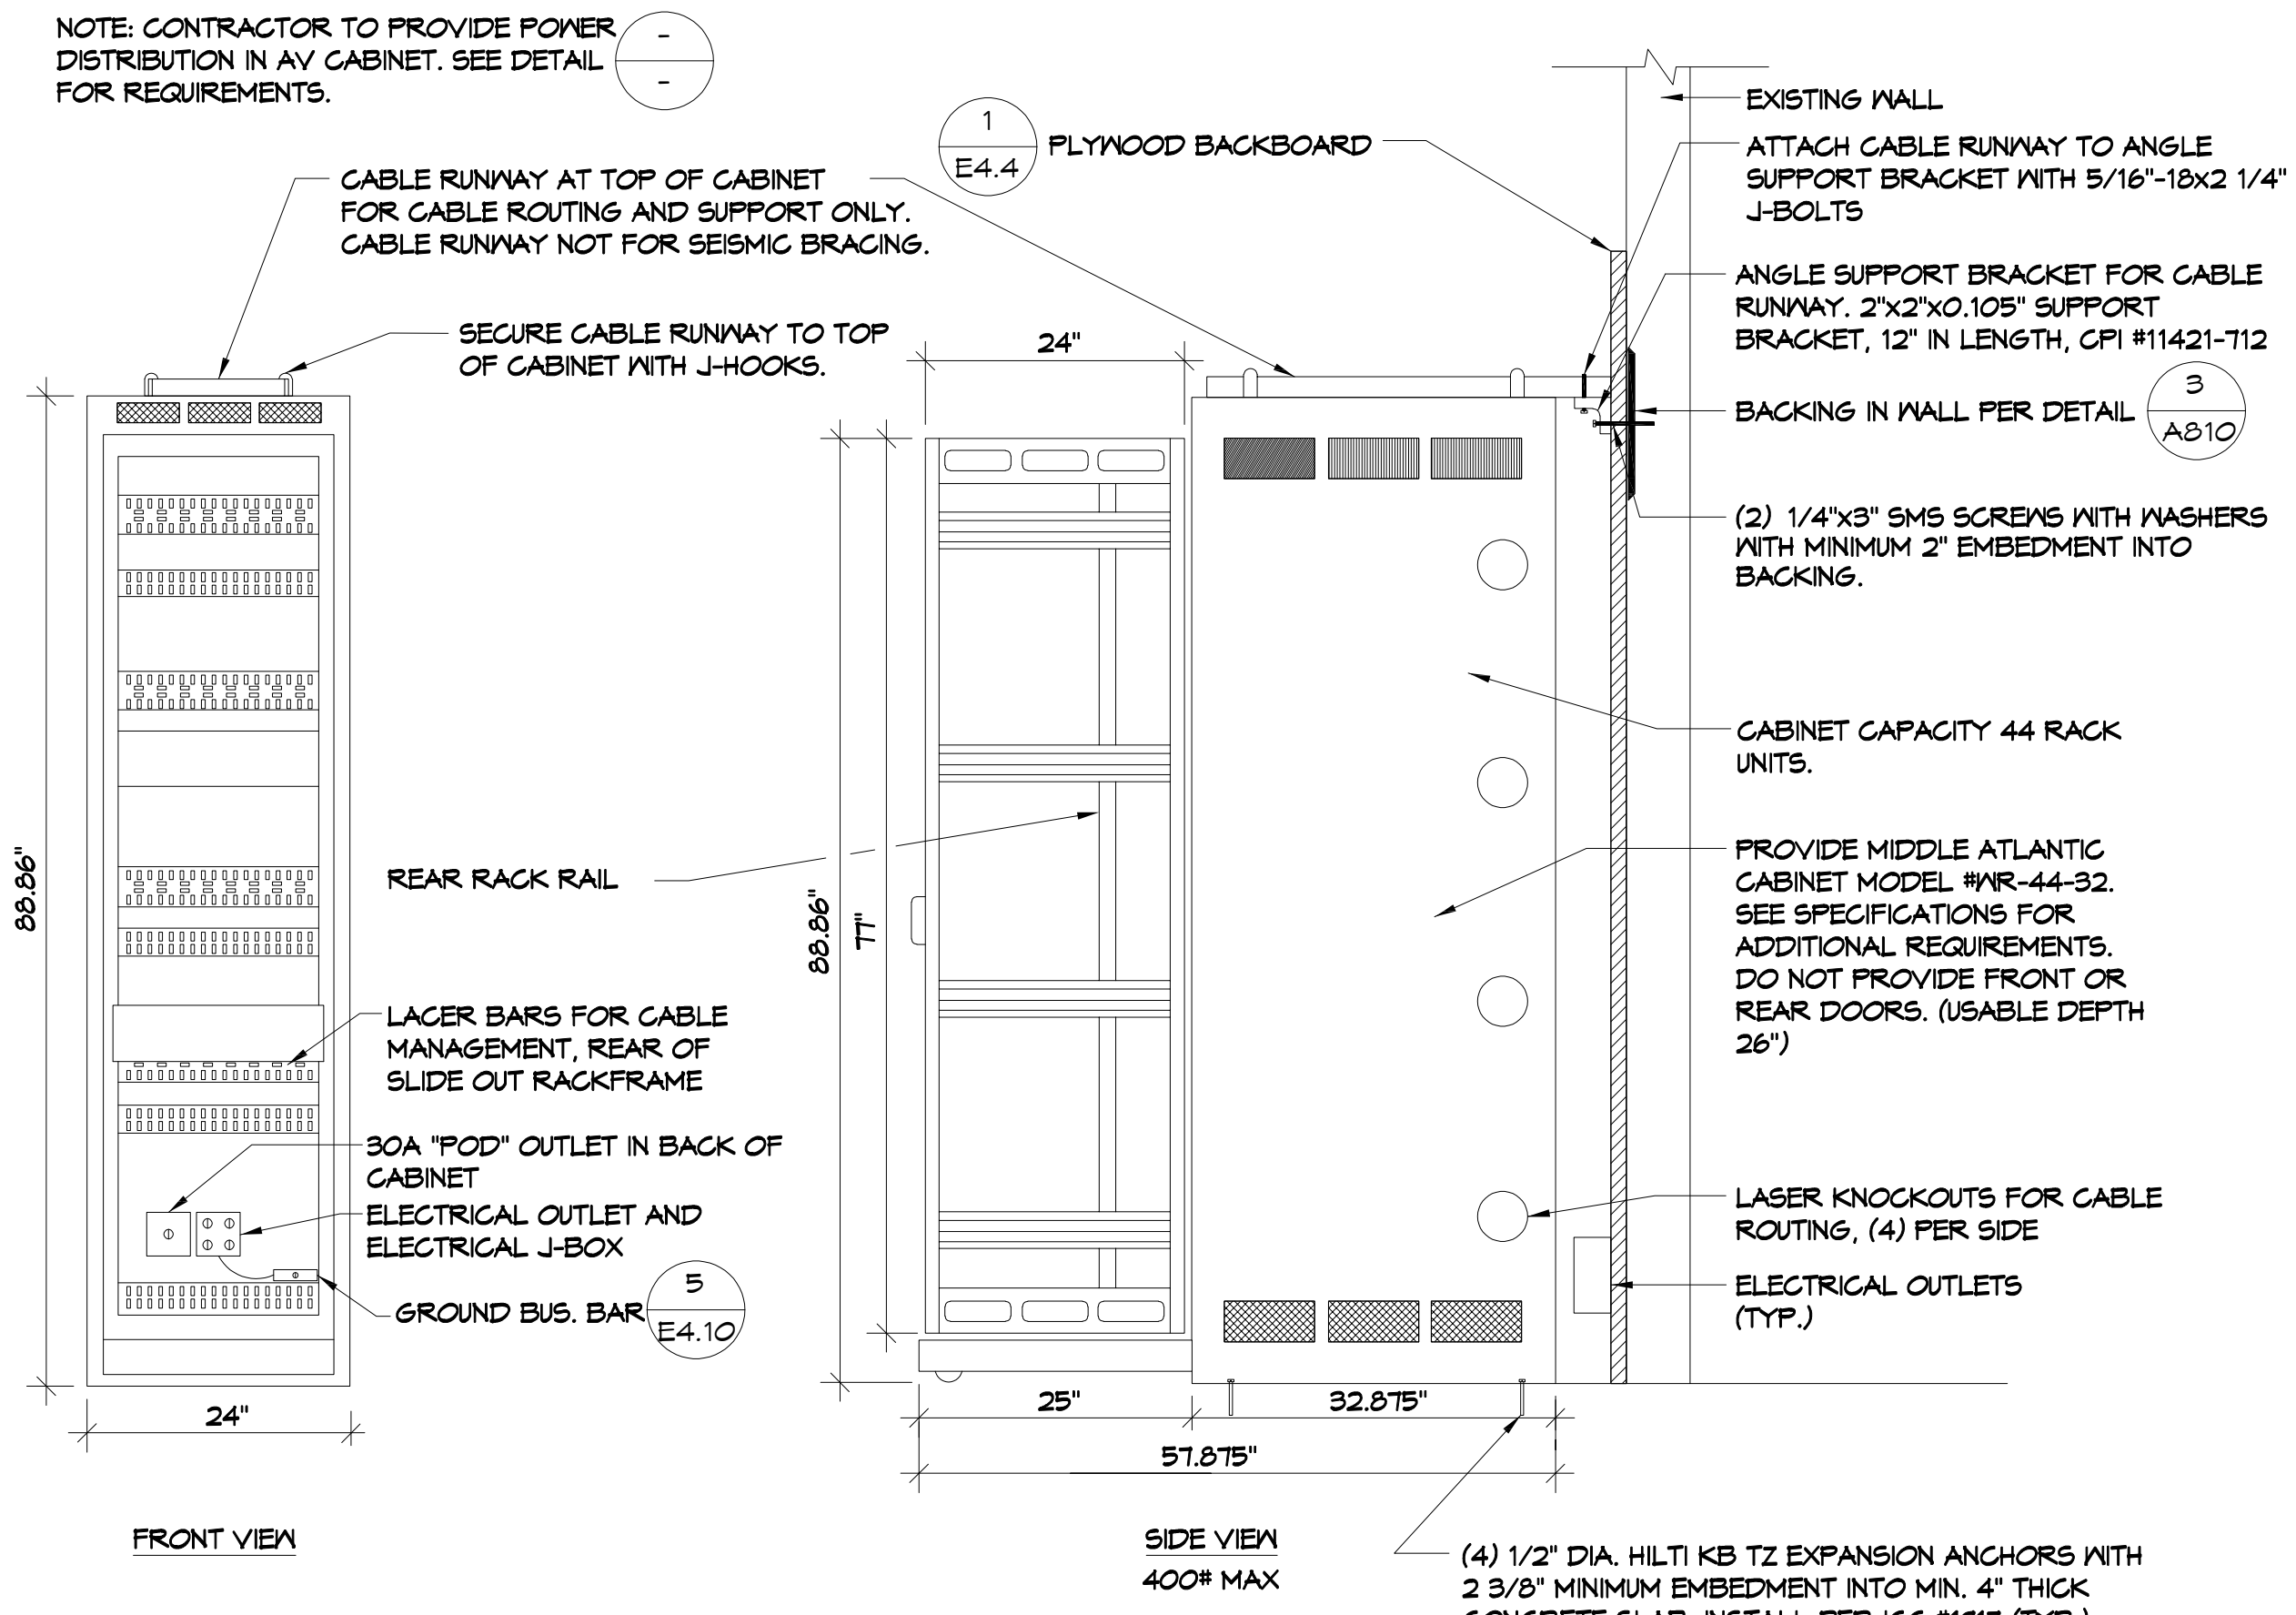 NOTE: CONTRACTOR TO PROVIDE POWER
DISTRIBUTION IN AV CABINET. SEE DETAIL
FOR REQUIREMENTS.
-
-
CABLE RUNWAY AT TOP OF CABINET
FOR CABLE ROUTING AND SUPPORT ONLY.
CABLE RUNWAY NOT FOR SEISMIC BRACING.
SECURE CABLE RUNWAY TO TOP
OF CABINET WITH J-HOOKS.
88.86"
REAR RACK RAIL
LACER BARS FOR CABLE
MANAGEMENT, REAR OF
SLIDE OUT RACKFRAME
30A "POD" OUTLET IN BACK OF
CABINET
ELECTRICAL OUTLET AND
ELECTRICAL J-BOX
GROUND BUS. BAR
5
E4.10
24"
FRONT VIEW
1
E4.4
PLYWOOD BACKBOARD
24"
88.86"
77"
25"
32.875"
57.875"
SIDE VIEW
400# MAX
EXISTING WALL
ATTACH CABLE RUNWAY TO ANGLE
SUPPORT BRACKET WITH 5/16"-18x2 1/4"
J-BOLTS
ANGLE SUPPORT BRACKET FOR CABLE
RUNWAY. 2"x2"x0.105" SUPPORT
BRACKET, 12" IN LENGTH, CPI #11421-712
BACKING IN WALL PER DETAIL
3
A810
(2) 1/4"x3" SMS SCREWS WITH WASHERS
WITH MINIMUM 2" EMBEDMENT INTO
BACKING.
CABINET CAPACITY 44 RACK
UNITS.
PROVIDE MIDDLE ATLANTIC
CABINET MODEL #WR-44-32.
SEE SPECIFICATIONS FOR
ADDITIONAL REQUIREMENTS.
DO NOT PROVIDE FRONT OR
REAR DOORS. (USABLE DEPTH
26")
LASER KNOCKOUTS FOR CABLE
ROUTING, (4) PER SIDE
ELECTRICAL OUTLETS
(TYP.)
(4) 1/2" DIA. HILTI KB TZ EXPANSION ANCHORS WITH
2 3/8" MINIMUM EMBEDMENT INTO MIN. 4" THICK
CONCRETE SLAB. INSTALL PER